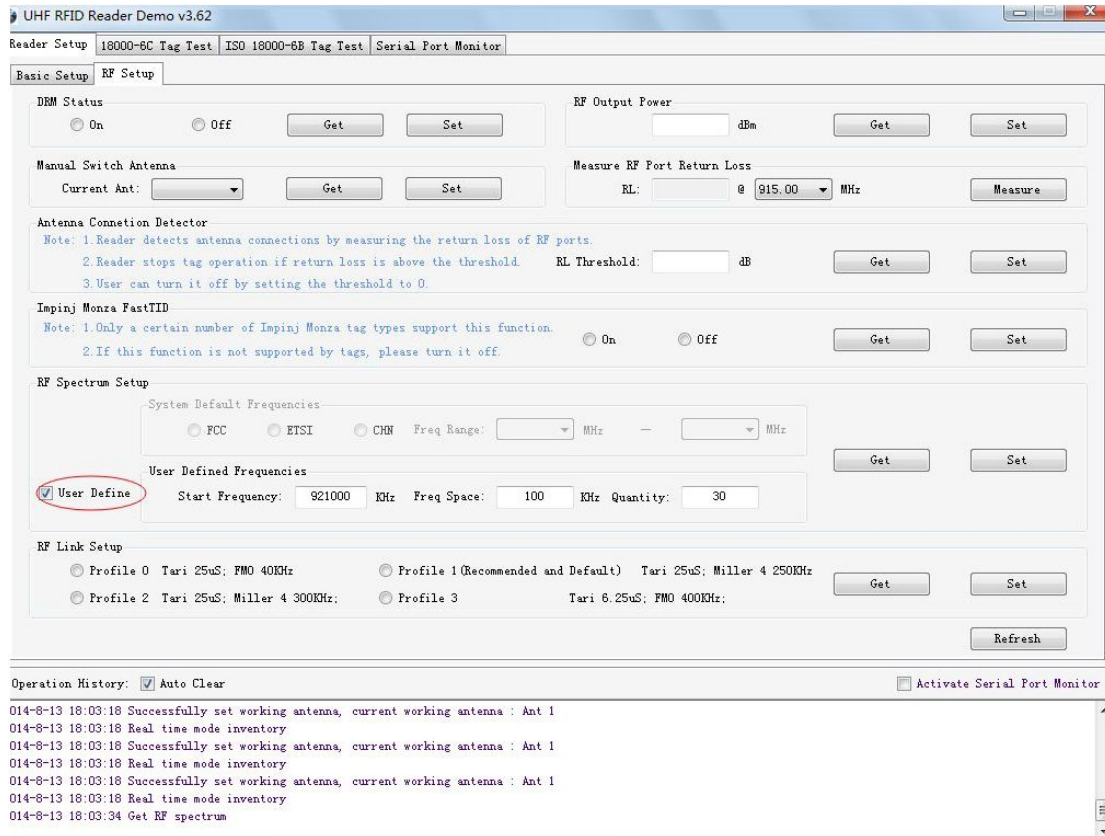 UHF RFID Reader Demo v3.62
Reader Setup 18000-6C Tag Test ISO 18000-6B Tag Test Serial Port Monitor
Basic Setup RF Setup
DRM Status
On Off Get Set
RF Output Power
dBm Get Set
Manual Switch Antenna
Current Ant: Get Set
Measure RF Port Return Loss
RL: @ 915.00 MHz Measure
Antenna Connetion Detector
Note: 1.Reader detects antenna connections by measuring the return loss of RF ports.
2.Reader stops tag operation if return loss is above the threshold.
3.User can turn it off by setting the threshold to 0.
RL Threshold: dB Get Set
Impinj Monza FastTID
Note: 1.Only a certain number of Impinj Monza tag types support this function.
2.If this function is not supported by tags, please turn it off.
On Off Get Set
RF Spectrum Setup
System Default Frequencies
FCC ETSI CHN Freq Range: MHz — MHz
Get Set
User Define
User Defined Frequencies
Start Frequency: 921000 KHz Freq Space: 100 KHz Quantity: 30
RF Link Setup
Profile 0 Tari 25uS; FM0 40KHz Profile 1(Recommended and Default) Tari 25uS; Miller 4 250KHz
Profile 2 Tari 25uS; Miller 4 300KHz; Profile 3 Tari 6.25uS; FM0 400KHz;
Get Set
Refresh
Operation History: Auto Clear Activate Serial Port Monitor
014-8-13 18:03:18 Successfully set working antenna, current working antenna : Ant 1
014-8-13 18:03:18 Real time mode inventory
014-8-13 18:03:18 Successfully set working antenna, current working antenna : Ant 1
014-8-13 18:03:18 Real time mode inventory
014-8-13 18:03:18 Successfully set working antenna, current working antenna : Ant 1
014-8-13 18:03:18 Real time mode inventory
014-8-13 18:03:34 Get RF spectrum